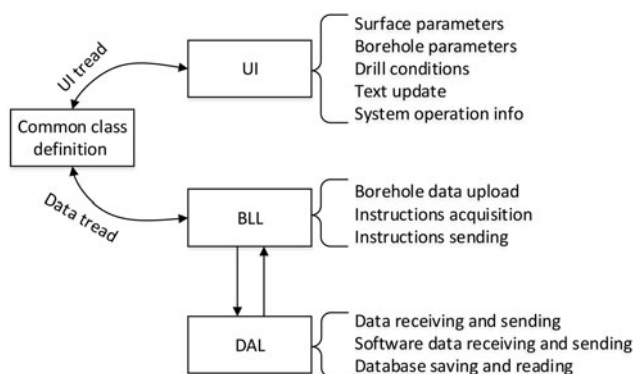 UI tread
UI
Surface parameters
Borehole parameters
Drill conditions
Text update
System operation info
Common class
definition
Data tread
BLL
Borehole data upload
Instructions acquisition
Instructions sending
DAL
Data receiving and sending
Software data receiving and sending
Database saving and reading